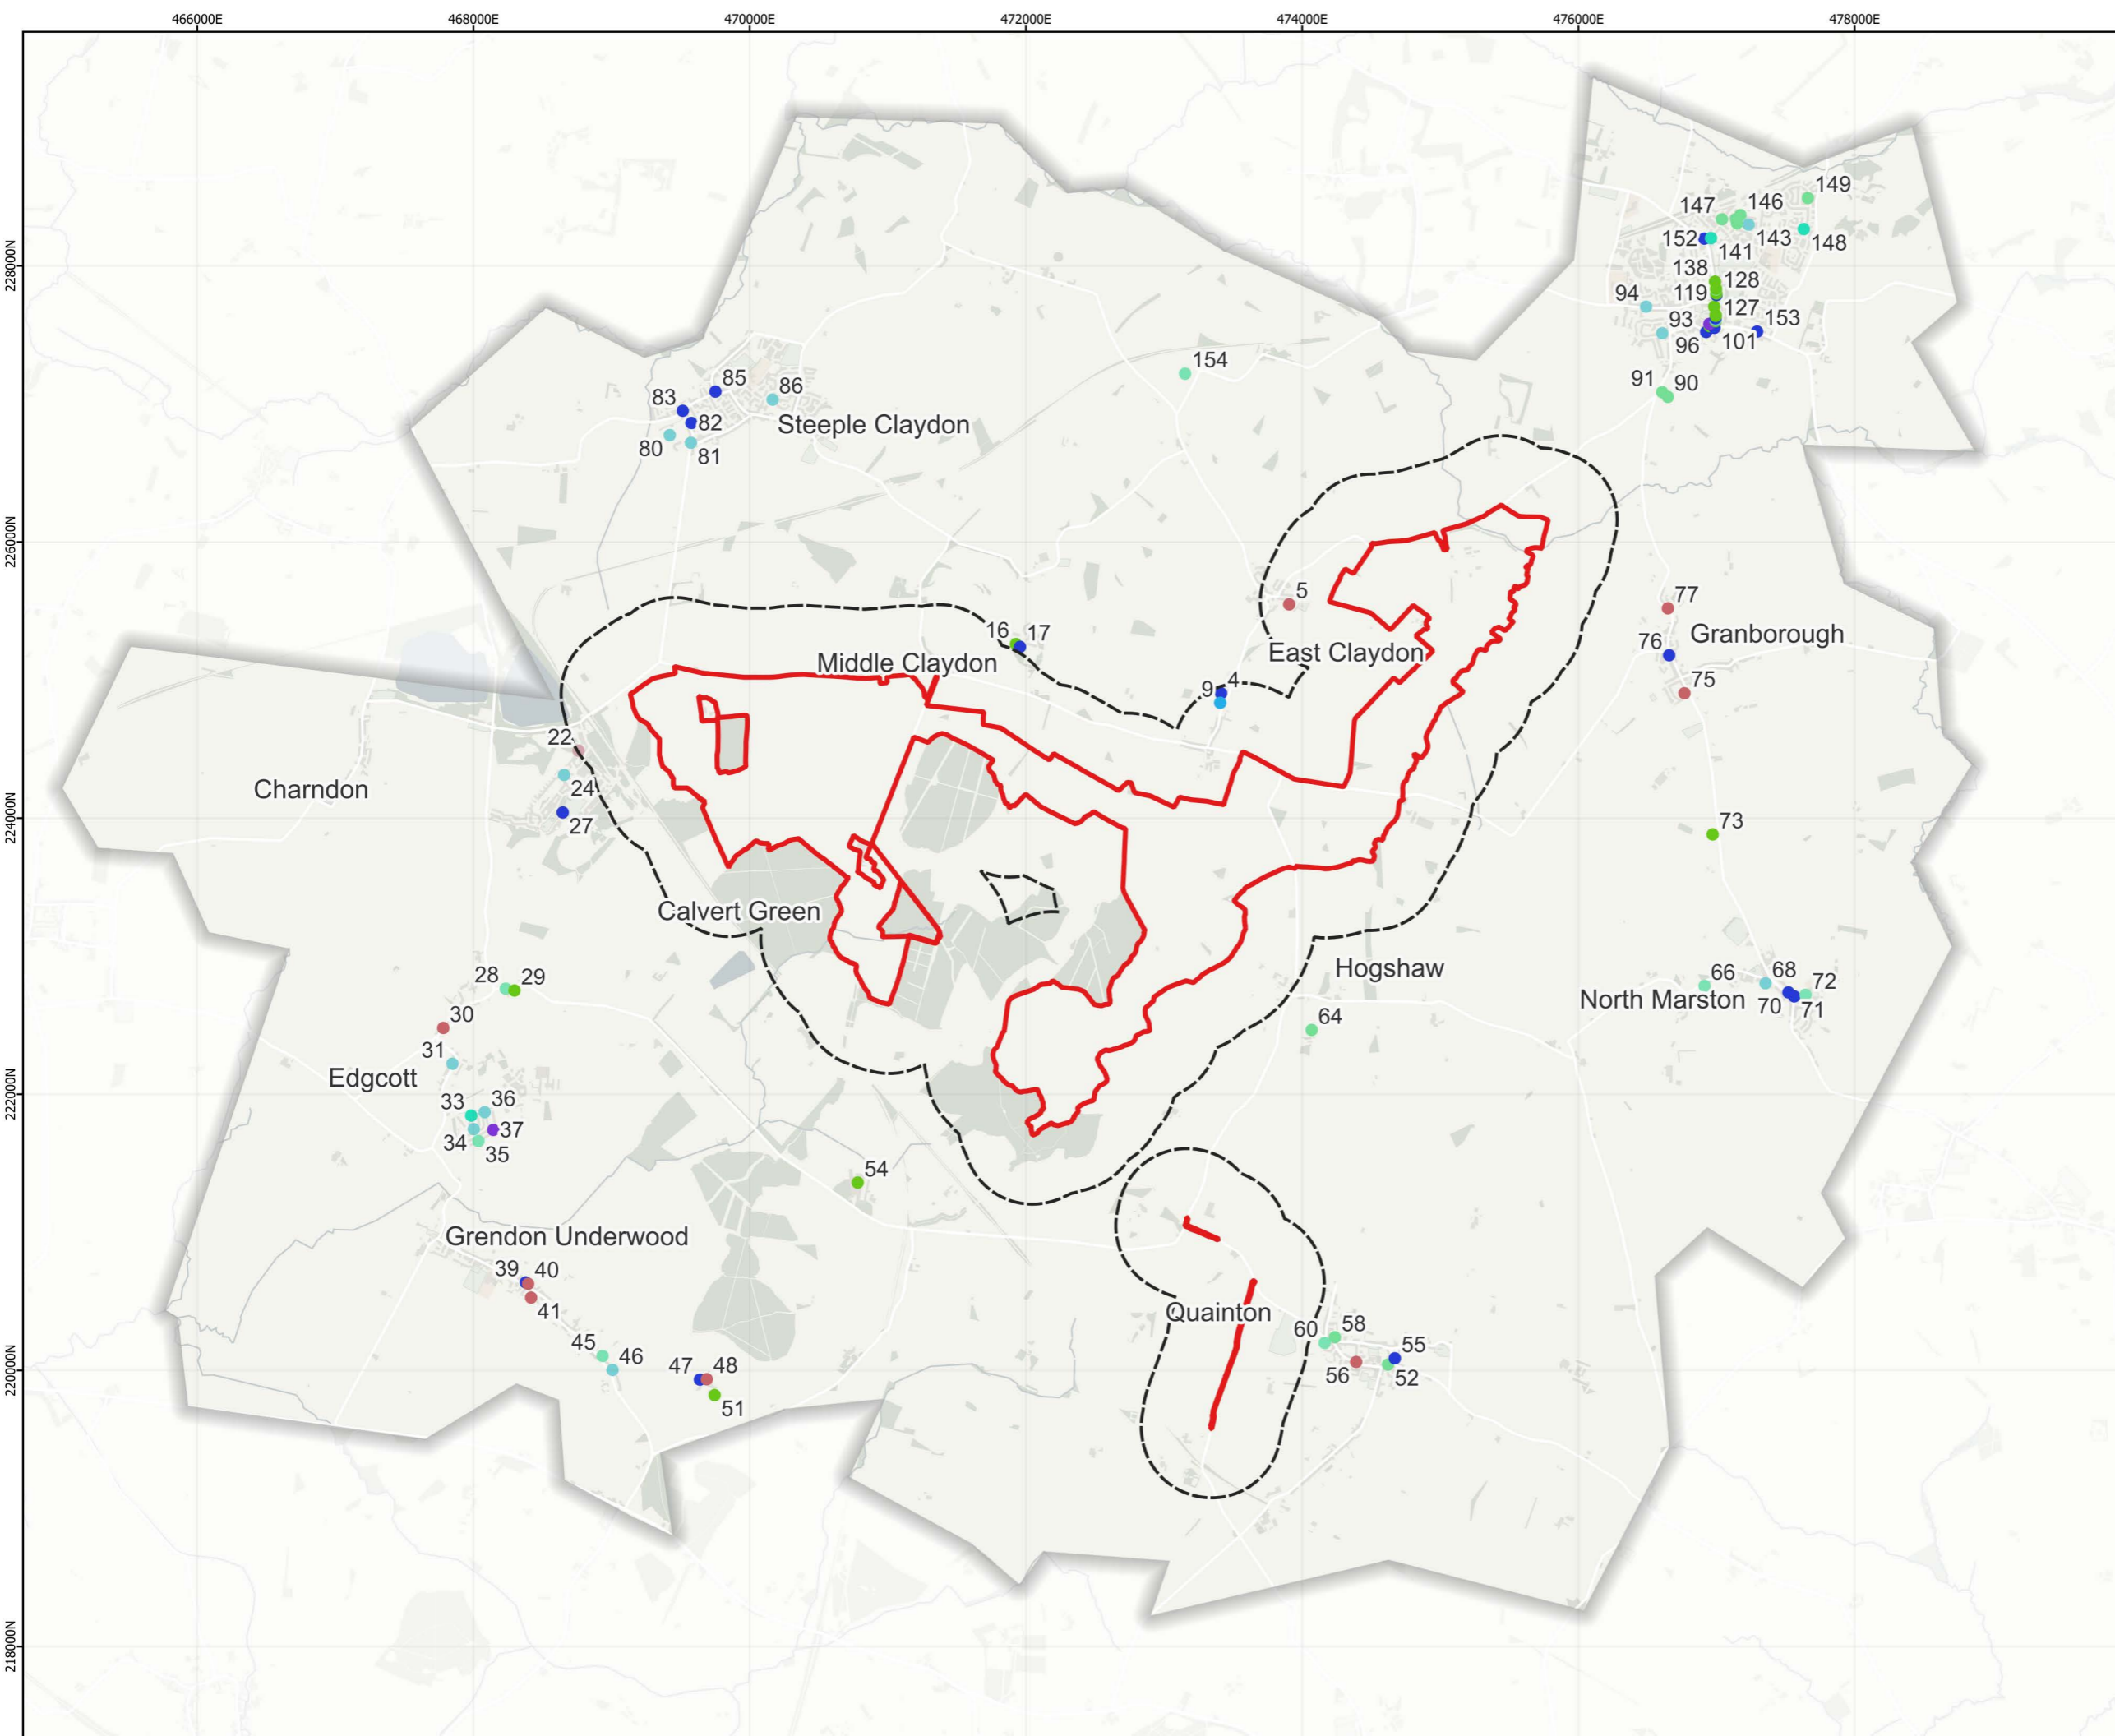 466000E 468000E 470000E 472000E 474000E 476000E 478000E
228000N
226000N
224000N
222000N
220000N
218000N
149
147 146
152 141 143 148
138 128
94 119 127
93 153
96 101
91 90
154
85 86
83 82
80 81
Steeple Claydon
5
77
16 17
76 Granborough
Middle Claydon East Claydon
9 4 75
22
24
Charndon
27
73
Calvert Green
Hogshaw
28 29
66 68 72
North Marston 70 71
30
64
31
Edgcott
33 36
37
34 35
54
Grendon Underwood
39 40
41
Quainton
60 58
45 46
55
47 48
56 52
51